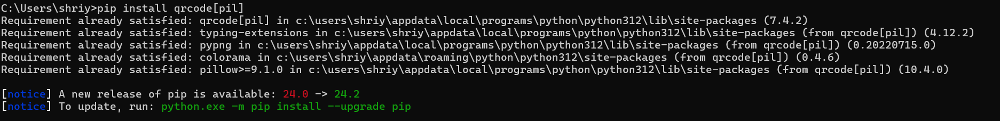 C:\Users\shriy>pip install qrcode[pil]
Requirement already satisfied: qrcode[pil] in c:\users\shriy\appdata\local\programs\python\python312\lib\site-packages (7.4.2)
Requirement already satisfied: typing-extensions in c:\users\shriy\appdata\local\programs\python\python312\lib\site-packages (from qrcode[pil]) (4.12.2)
Requirement already satisfied: pypng in c:\users\shriy\appdata\local\programs\python\python312\lib\site-packages (from qrcode[pil]) (0.20220715.0)
Requirement already satisfied: colorama in c:\users\shriy\appdata\roaming\python\python312\site-packages (from qrcode[pil]) (0.4.6)
Requirement already satisfied: pillow>=9.1.0 in c:\users\shriy\appdata\local\programs\python\python312\lib\site-packages (from qrcode[pil]) (10.4.0)
[notice] A new release of pip is available: 24.0 -> 24.2
[notice] To update, run: python.exe -m pip install --upgrade pip